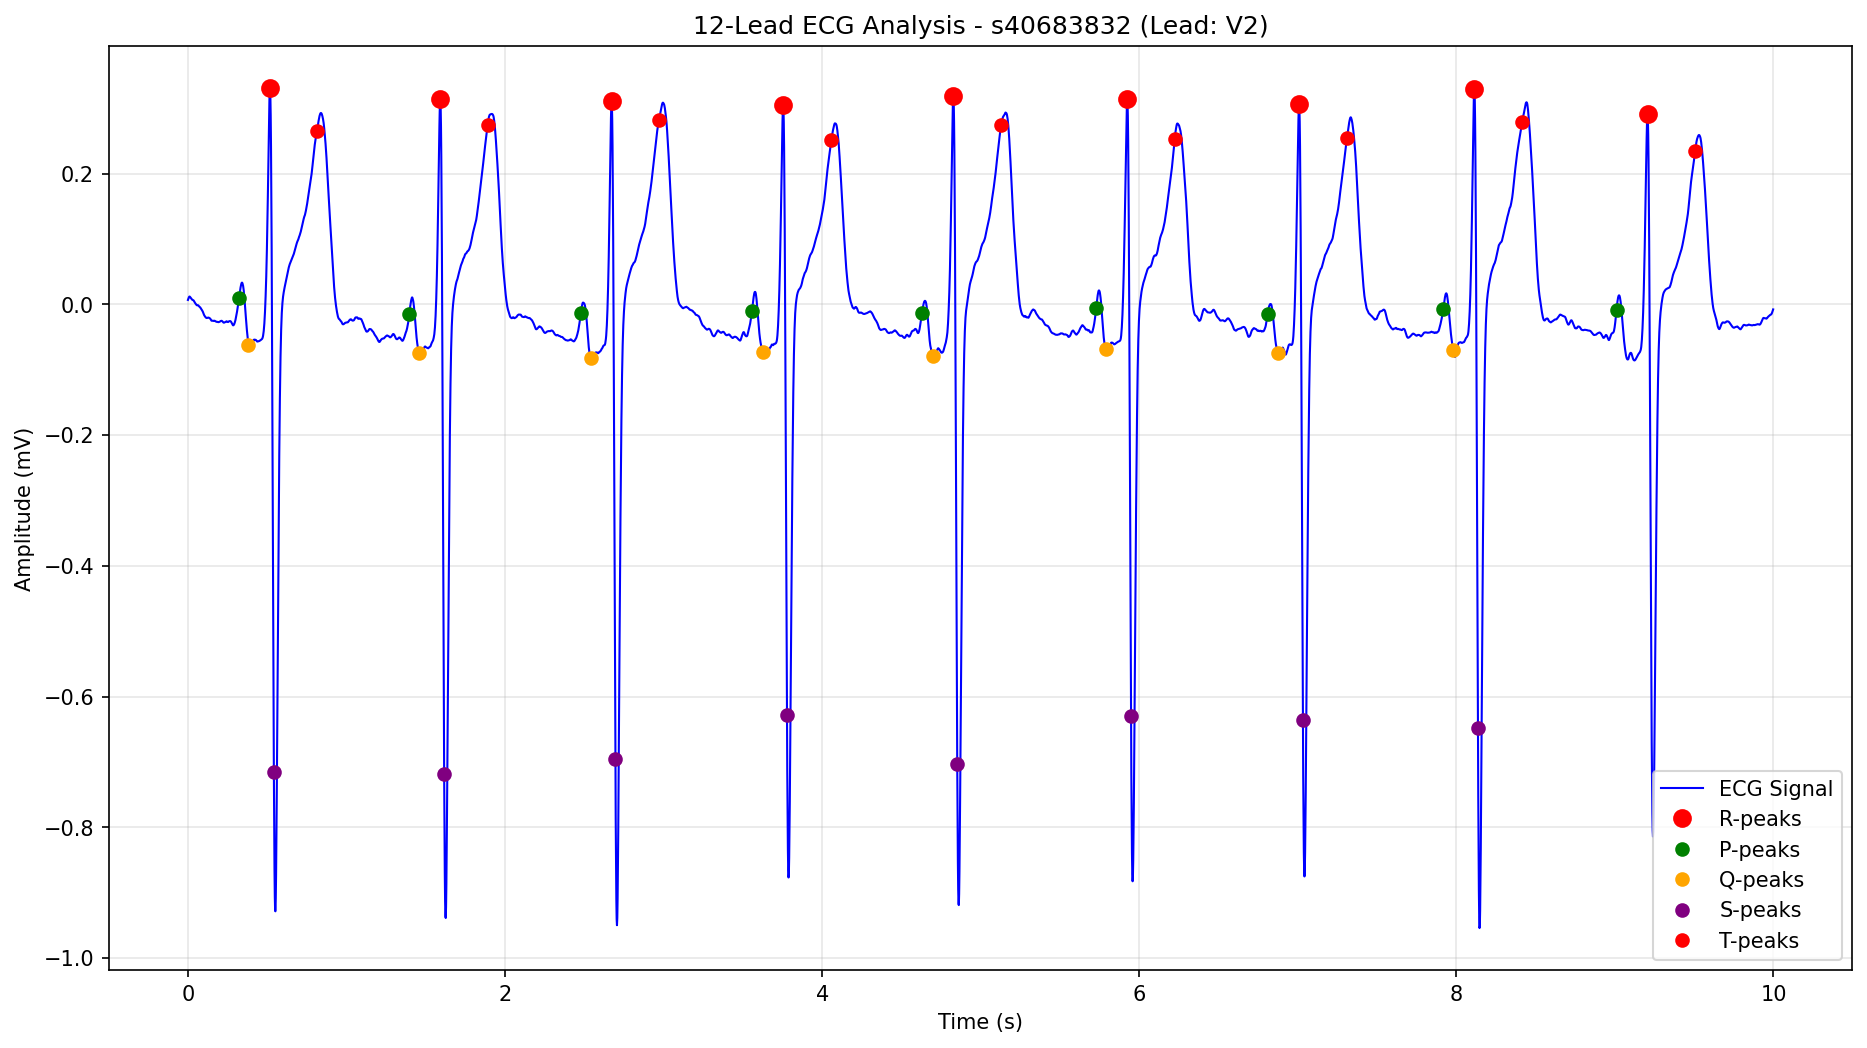 12-Lead ECG Analysis - s40683832 (Lead: V2)
Amplitude (mV)
0.2
0.0
−0.2
−0.4
−0.6
−0.8
−1.0
ECG Signal
R-peaks
P-peaks
Q-peaks
S-peaks
T-peaks
0 2 4 6 8 10
Time (s)